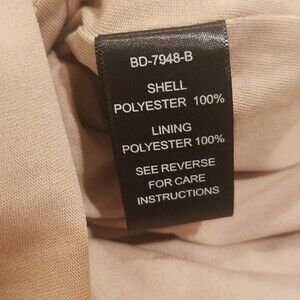 BD-7948-B
SHELL
POLYESTER 100%
LINING
POLYESTER 100%
SEE REVERSE
FOR CARE
INSTRUCTIONS